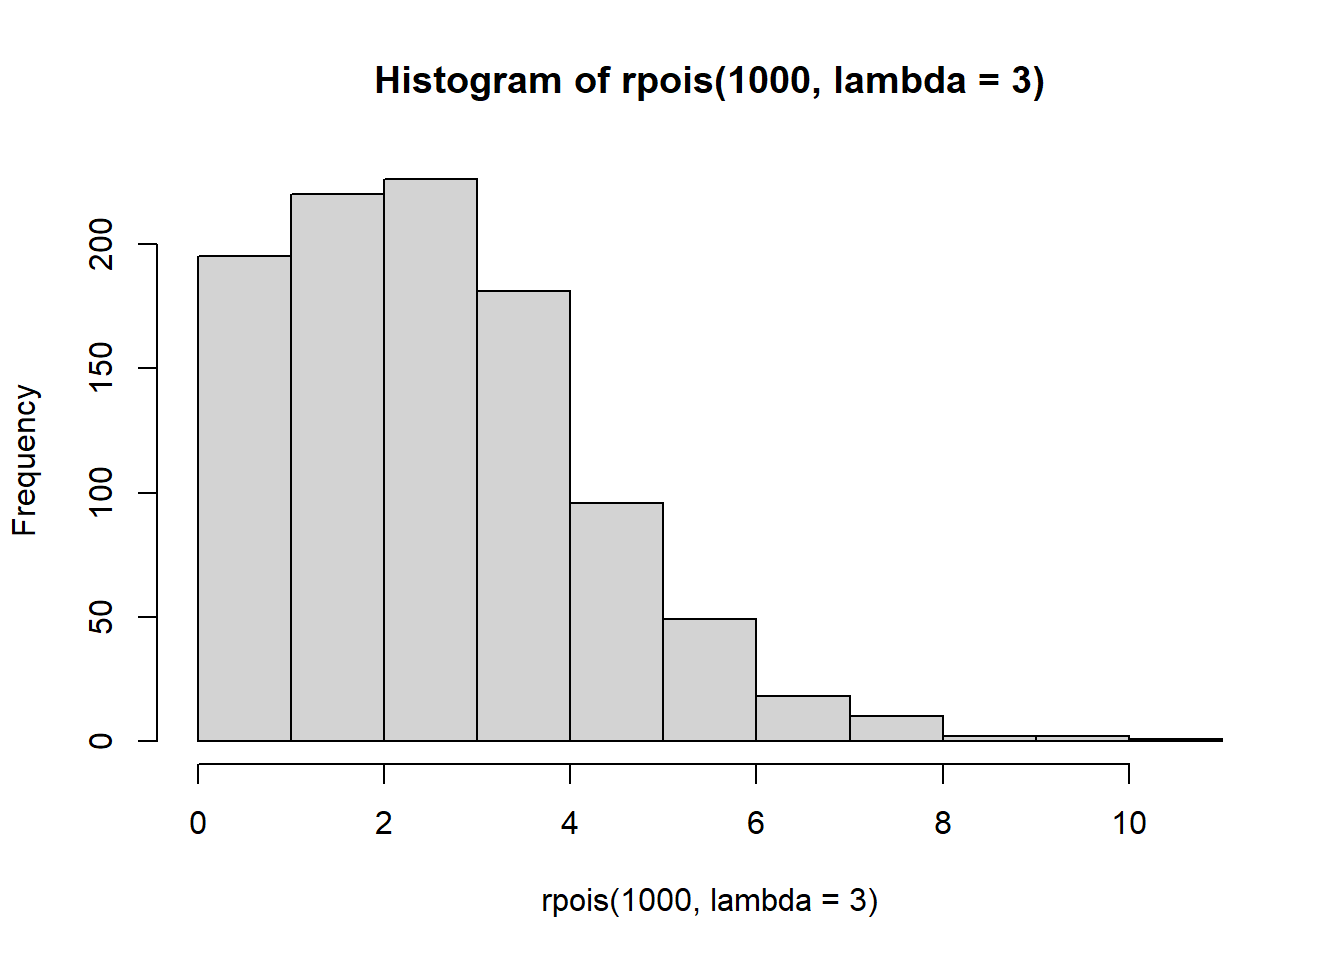 Histogram of rpois(1000, lambda = 3)
Frequency
200
150
100
50
0
0 2 4 6 8 10
rpois(1000, lambda = 3)